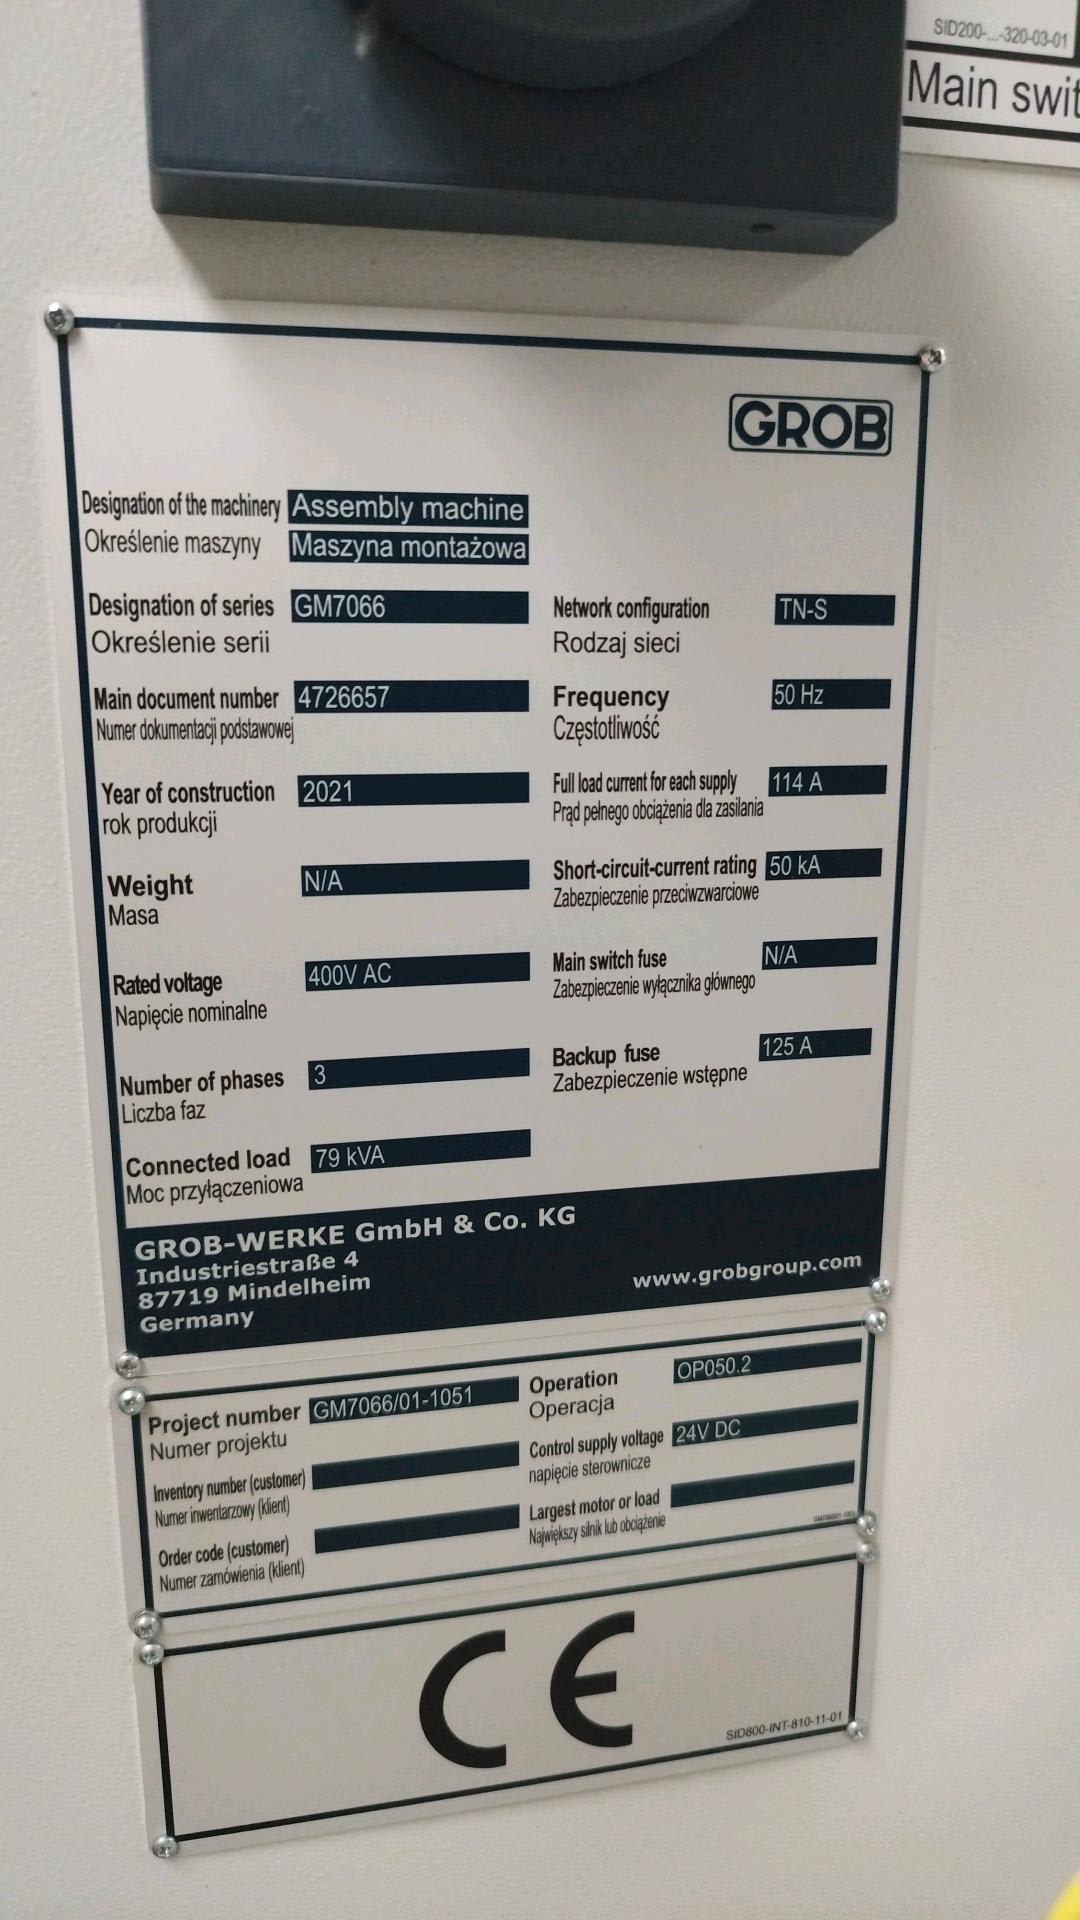 SID200-...-320-03-01
Main swit
GROB
Designation of the machinery Assembly machine
Określenie maszyny Maszyna montażowa
Designation of series GM7066
Określenie serii
Main document number 4726657
Numer dokumentacji podstawowej
Year of construction 2021
rok produkcji
Weight N/A
Masa
Rated voltage 400V AC
Napięcie nominalne
Number of phases 3
Liczba faz
Connected load 79 kVA
Moc przyłączeniowa
Network configuration TN-S
Rodzaj sieci
Frequency 50 Hz
Częstotliwość
Full load current for each supply 114 A
Prąd pełnego obciążenia dla zasilania
Short-circuit-current rating 50 kA
Zabezpieczenie przeciwzwarciowe
Main switch fuse N/A
Zabezpieczenie wyłącznika głównego
Backup fuse 125 A
Zabezpieczenie wstępne
GROB-WERKE GmbH & Co. KG
Industriestraße 4
87719 Mindelheim
Germany
www.grobgroup.com
Project number GM7066/01-1051
Numer projektu
Inventory number (customer)
Numer inwentarzowy (klient)
Order code (customer)
Numer zamówienia (klient)
Operation OP050.2
Operacja
Control supply voltage 24V DC
napięcie sterownicze
Largest motor or load
Największy silnik lub obciążenie
CE
SID800-INT-810-11-01